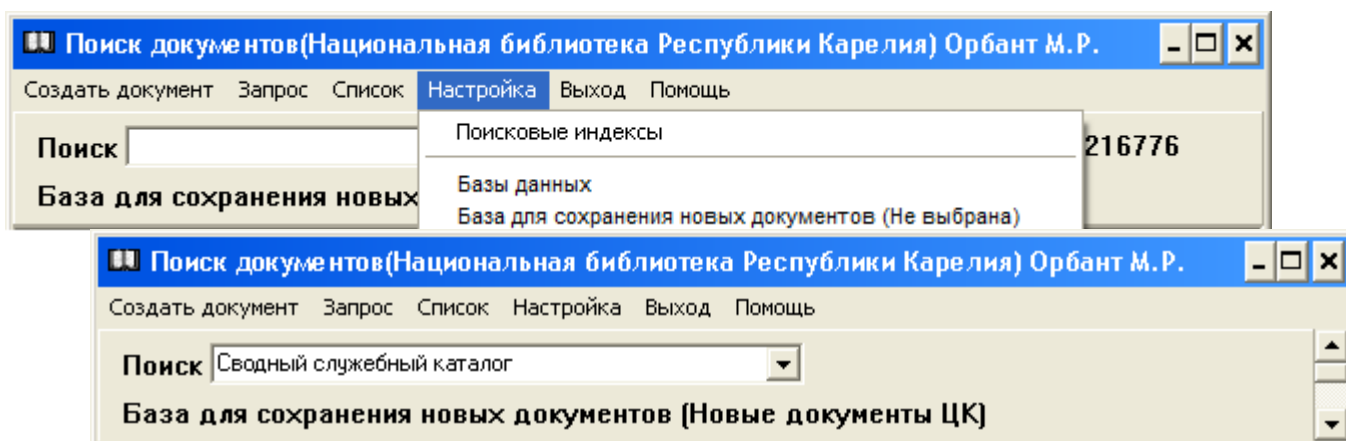 Поиск документов(Национальная библиотека Республики Карелия) Орбант М.Р.
Создать документ Запрос Список Настройка Выход Помощь
Поиск 216776
Поисковые индексы
База для сохранения новых
Базы данных
База для сохранения новых документов (Не выбрана)
Поиск документов(Национальная библиотека Республики Карелия) Орбант М.Р.
Создать документ Запрос Список Настройка Выход Помощь
Поиск Сводный служебный каталог
База для сохранения новых документов (Новые документы ЦК)